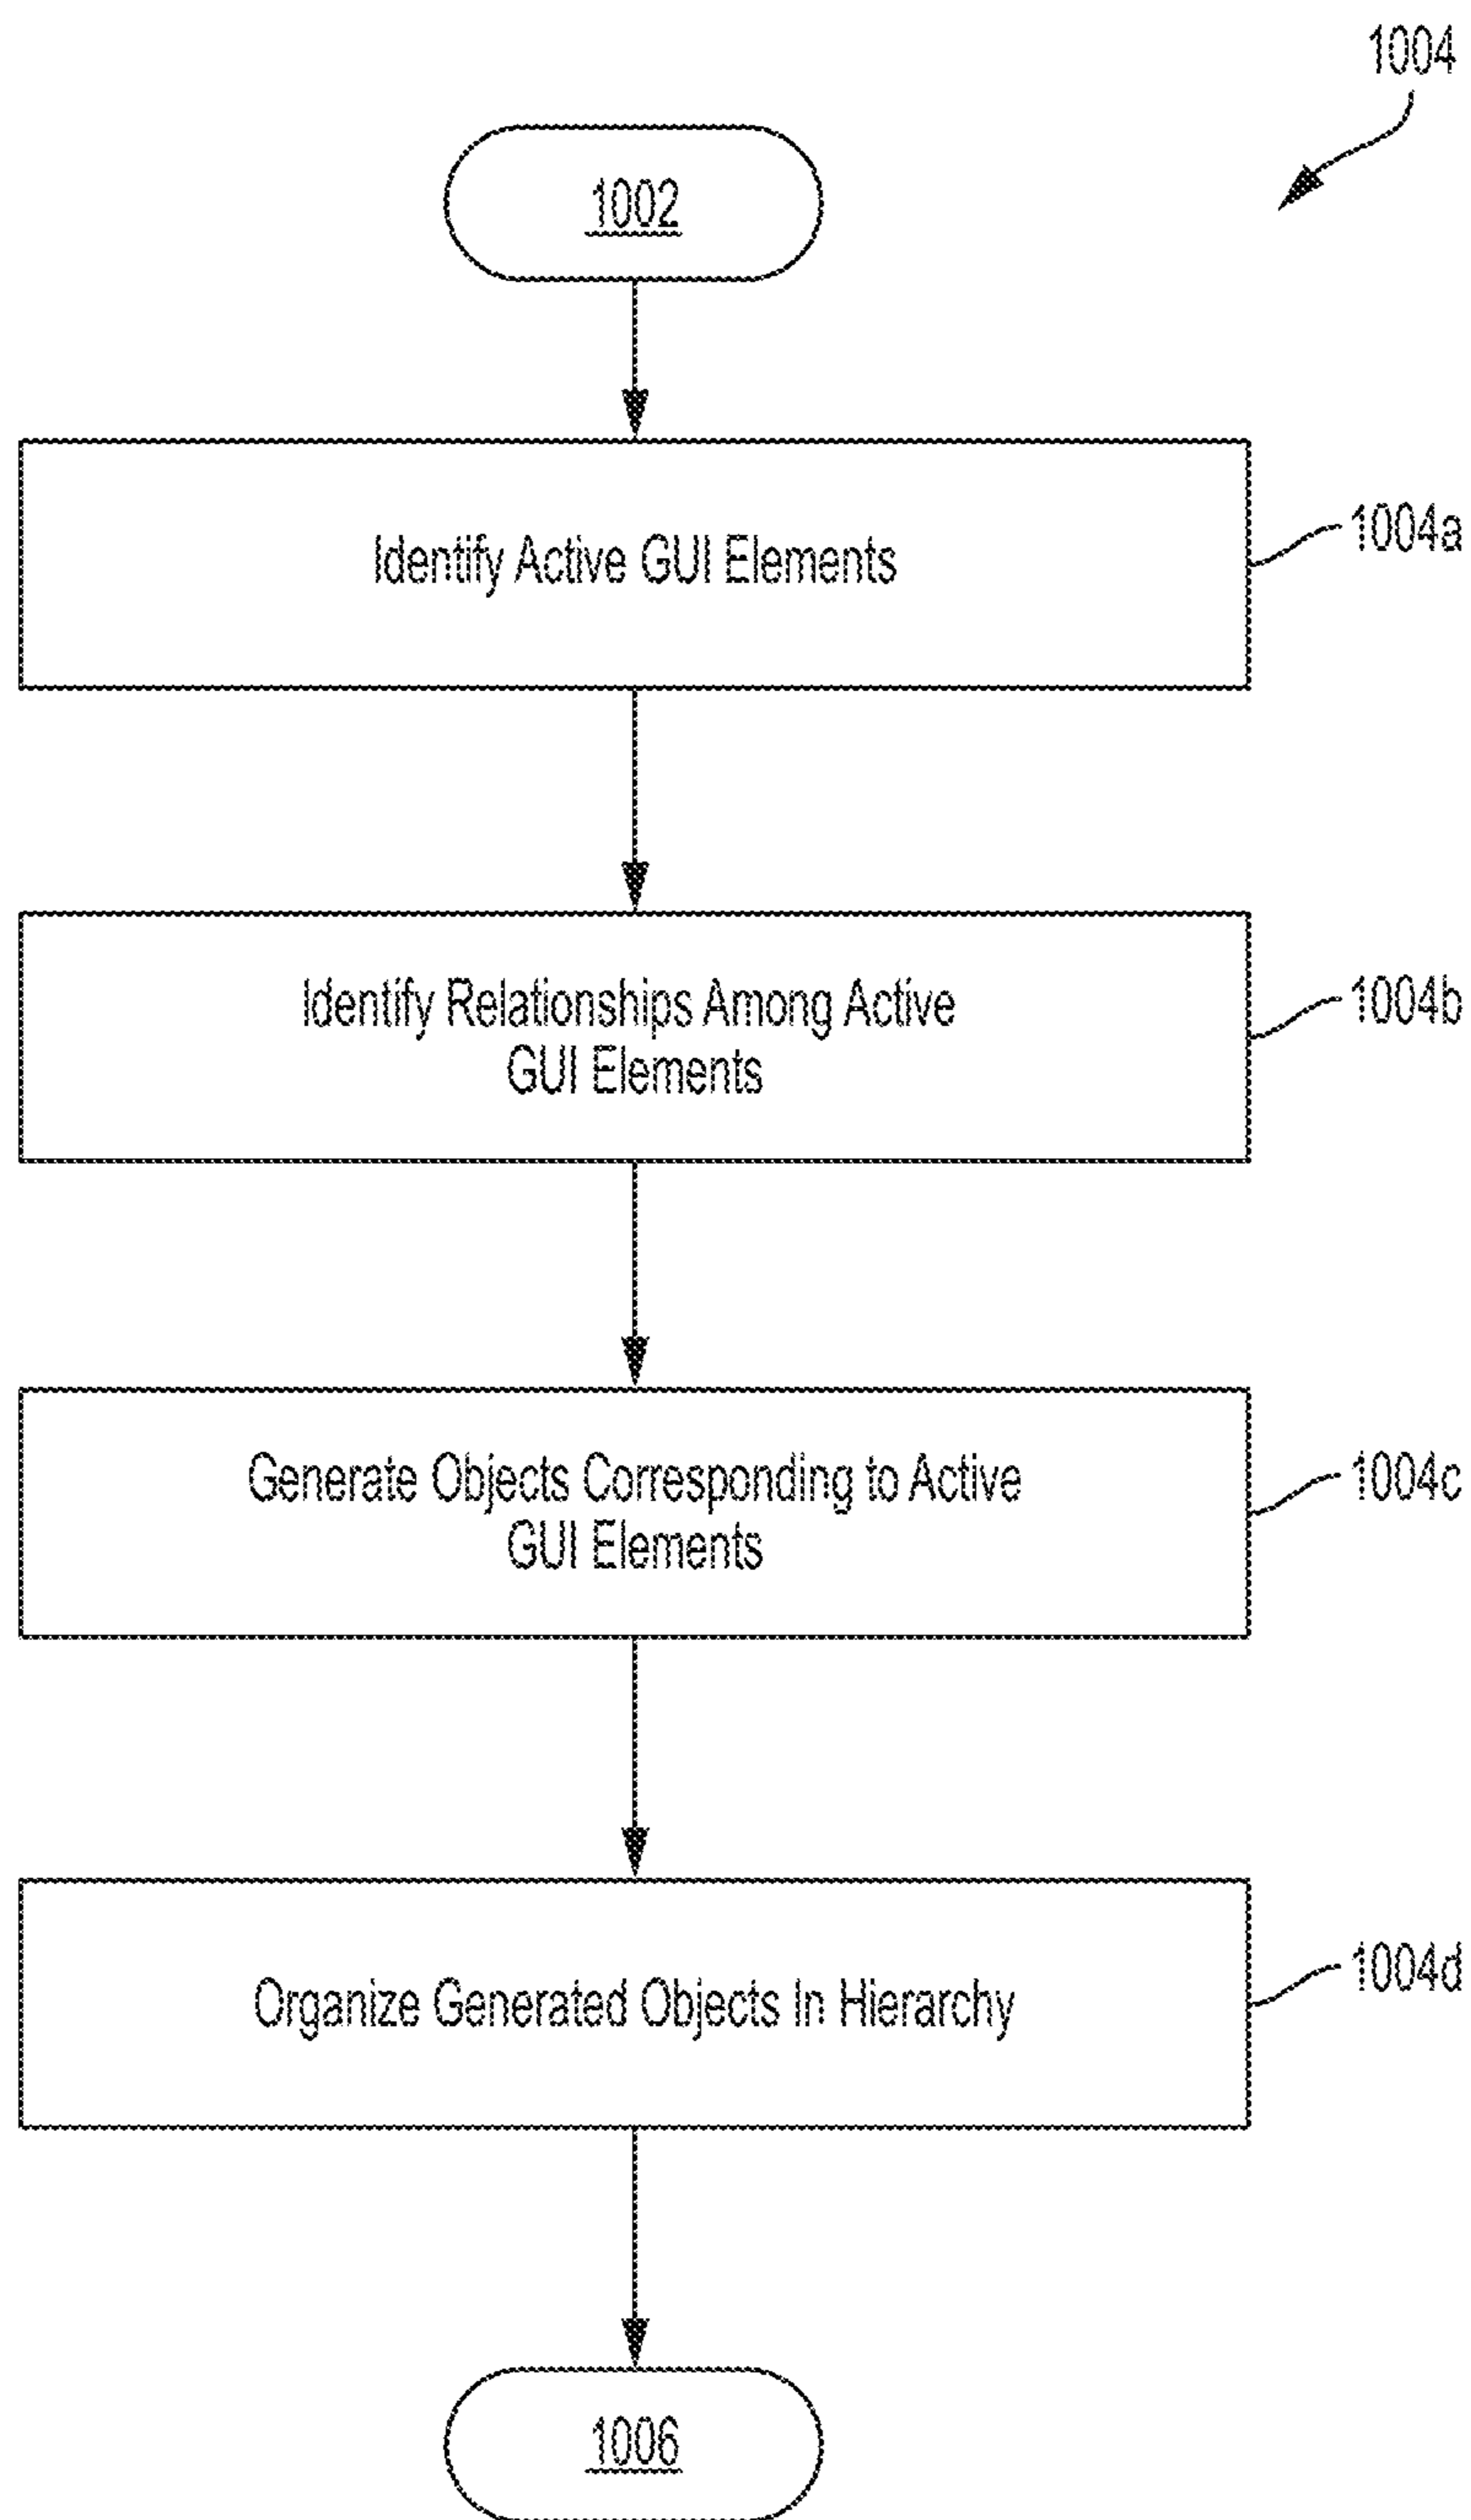 1004
1002
Identify Active GUI Elements
1004a
Identify Relationships Among Active
GUI Elements
1004b
Generate Objects Corresponding to Active
GUI Elements
1004c
Organize Generated Objects In Hierarchy
1004d
1006